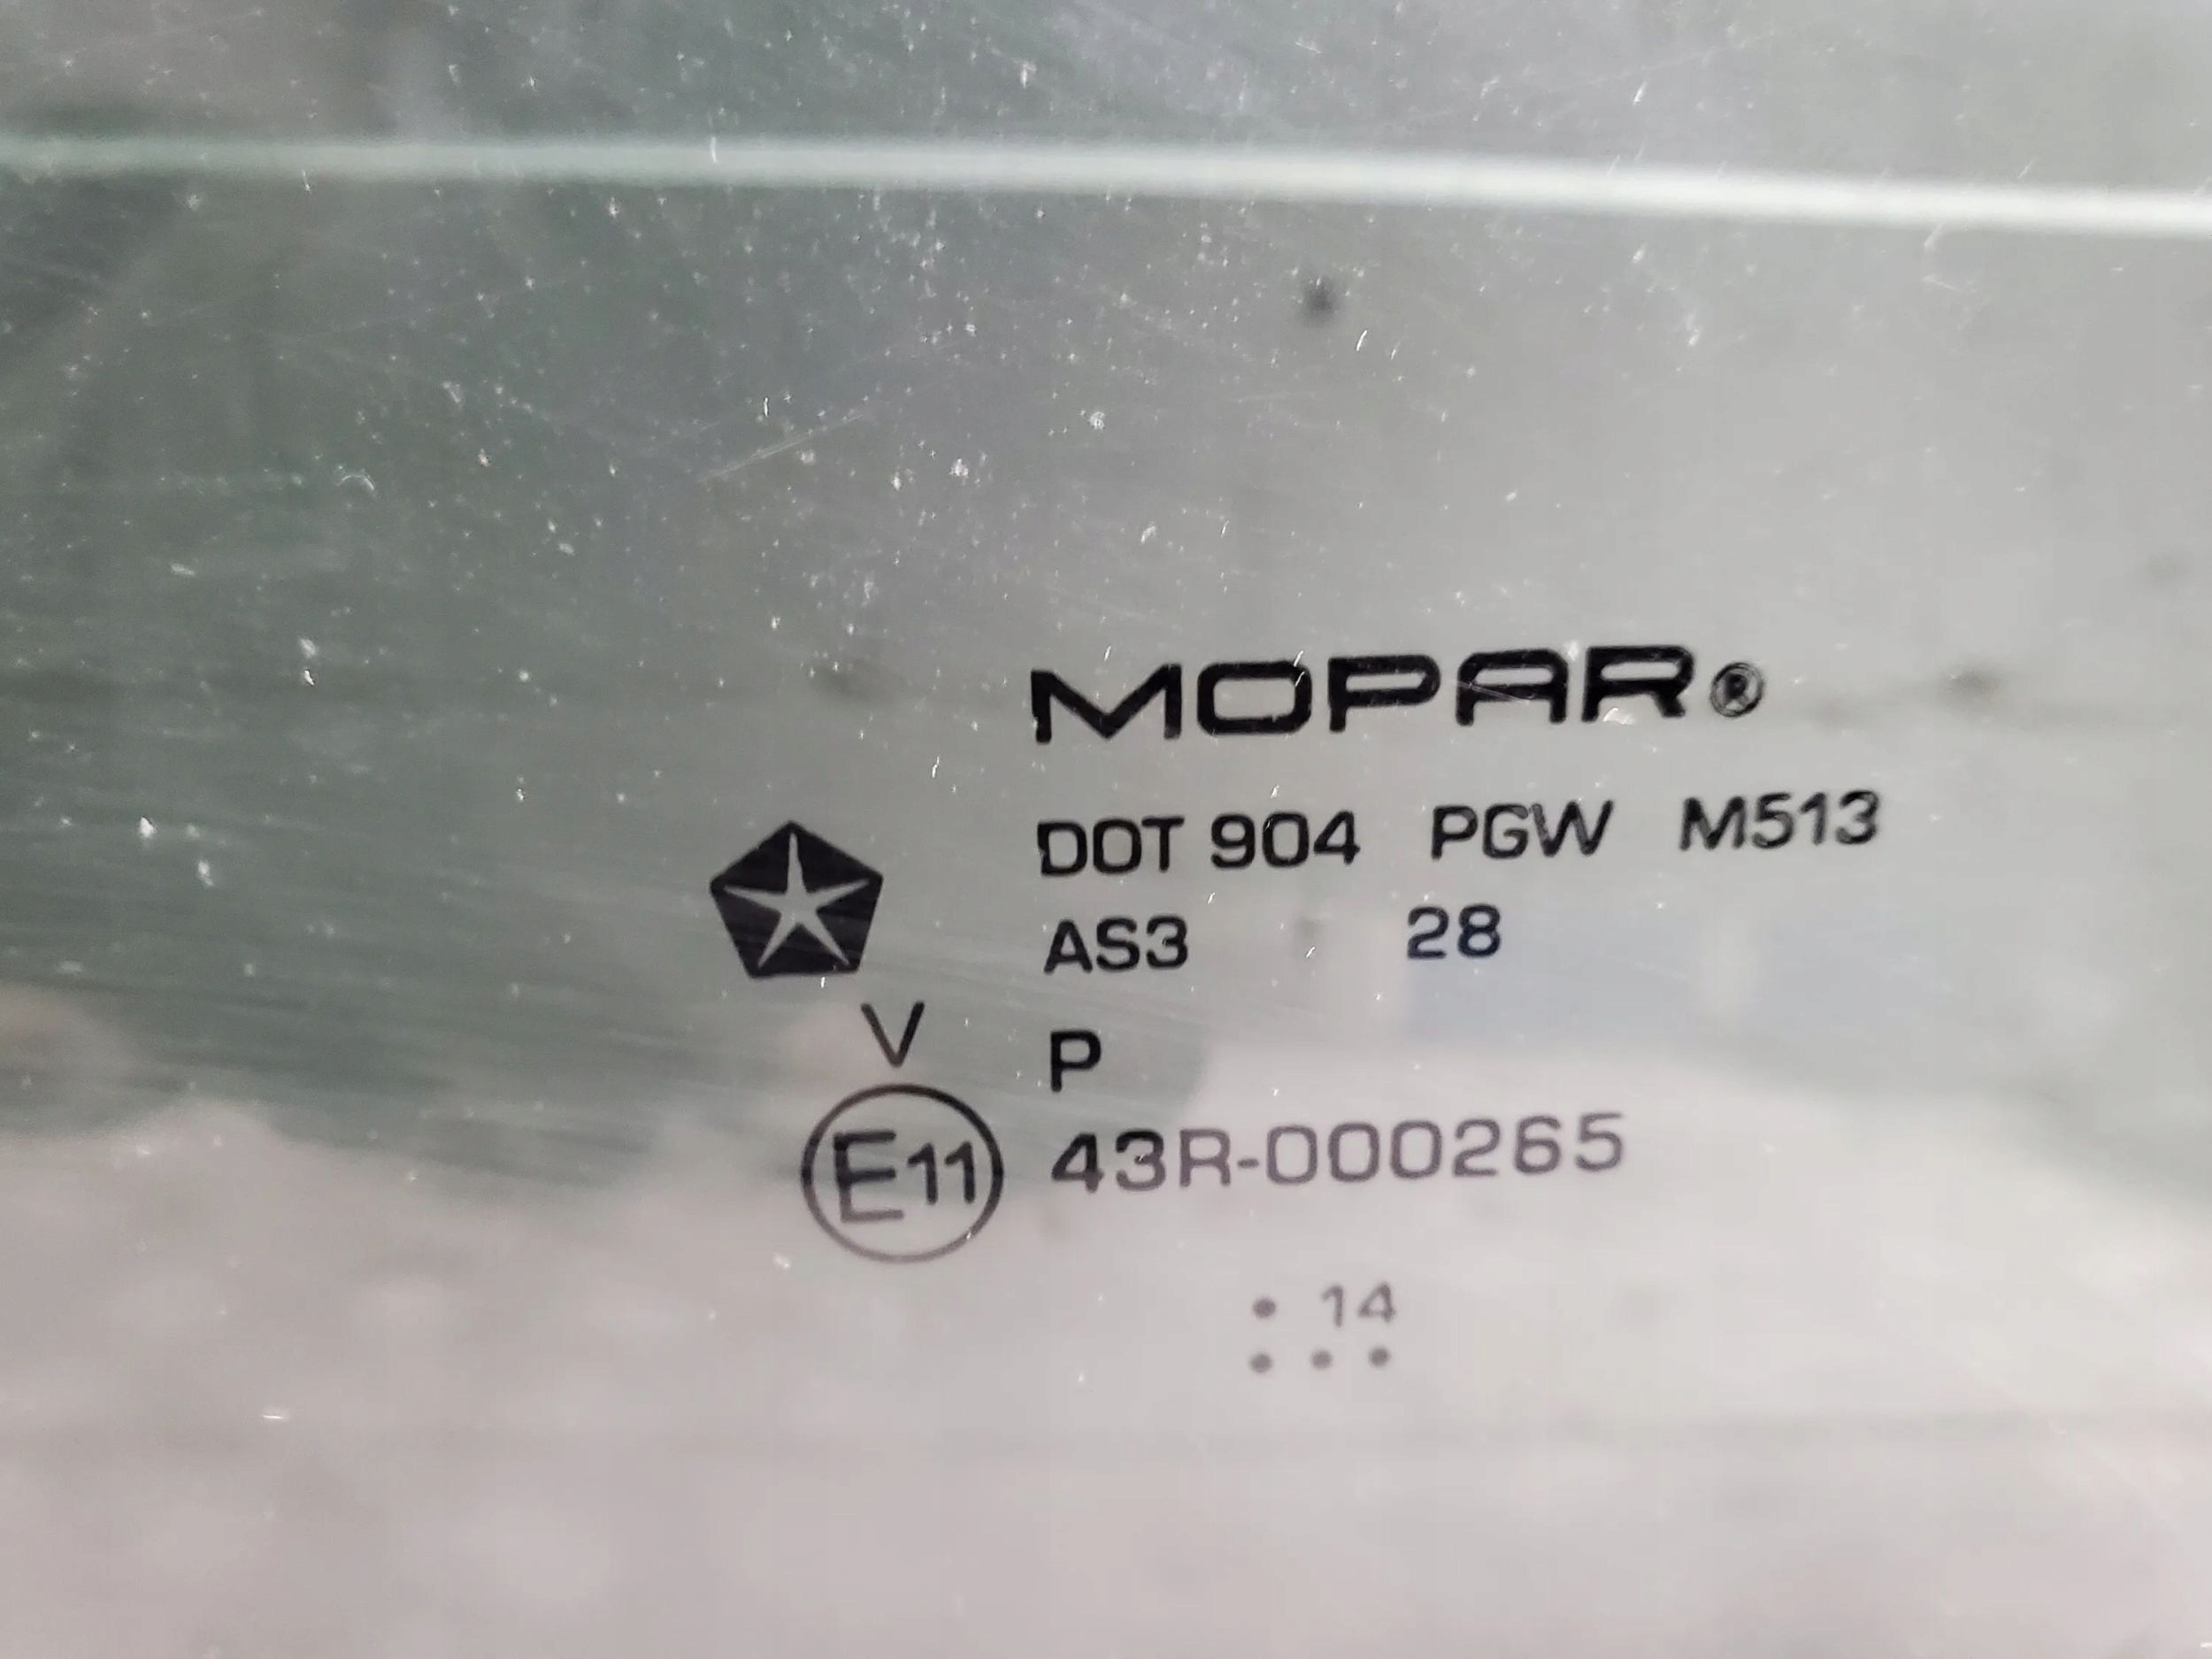 MOPAR®
DOT 904 PGW M513
AS3 28
V P
E11 43R-000265
• 14
• • •